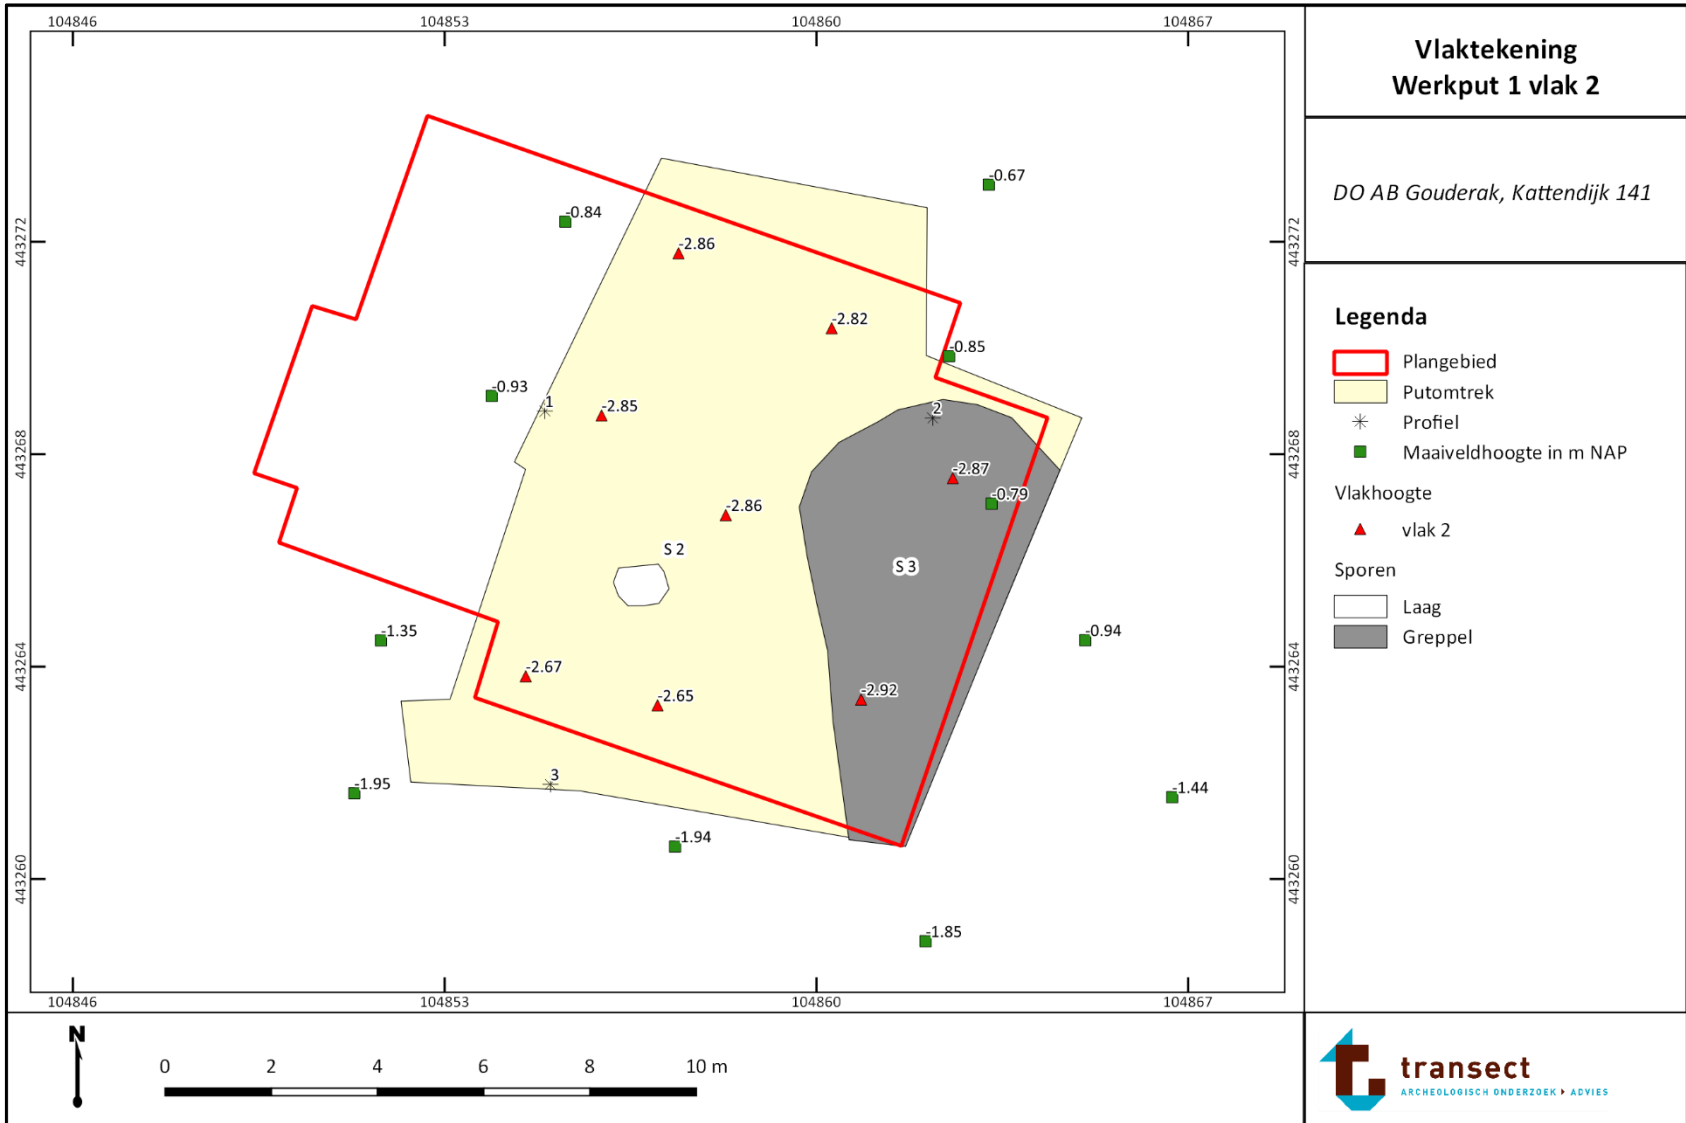 104846
104853
104860
104867
Vlaktekening
Werkput 1 vlak 2
DO AB Gouderak, Kattendijk 141
-0.67
-0.84
443272
443272
-2.86
-2.82
-0.85
-0.93
1
-2.85
2
443268
443268
-2.87
-0.79
-2.86
S 2
S 3
-1.35
-0.94
443264
443264
-2.67
-2.65
-2.92
3
-1.95
-1.44
-1.94
443260
443260
-1.85
104846
104853
104860
104867
Legenda
Plangebied
Putomtrek
Profiel
Maaiveldhoogte in m NAP
Vlakhoogte
vlak 2
Sporen
Laag
Greppel
N
0 2 4 6 8 10 m
transect
ARCHEOLOGISCH ONDERZOEK ▸ ADVIES